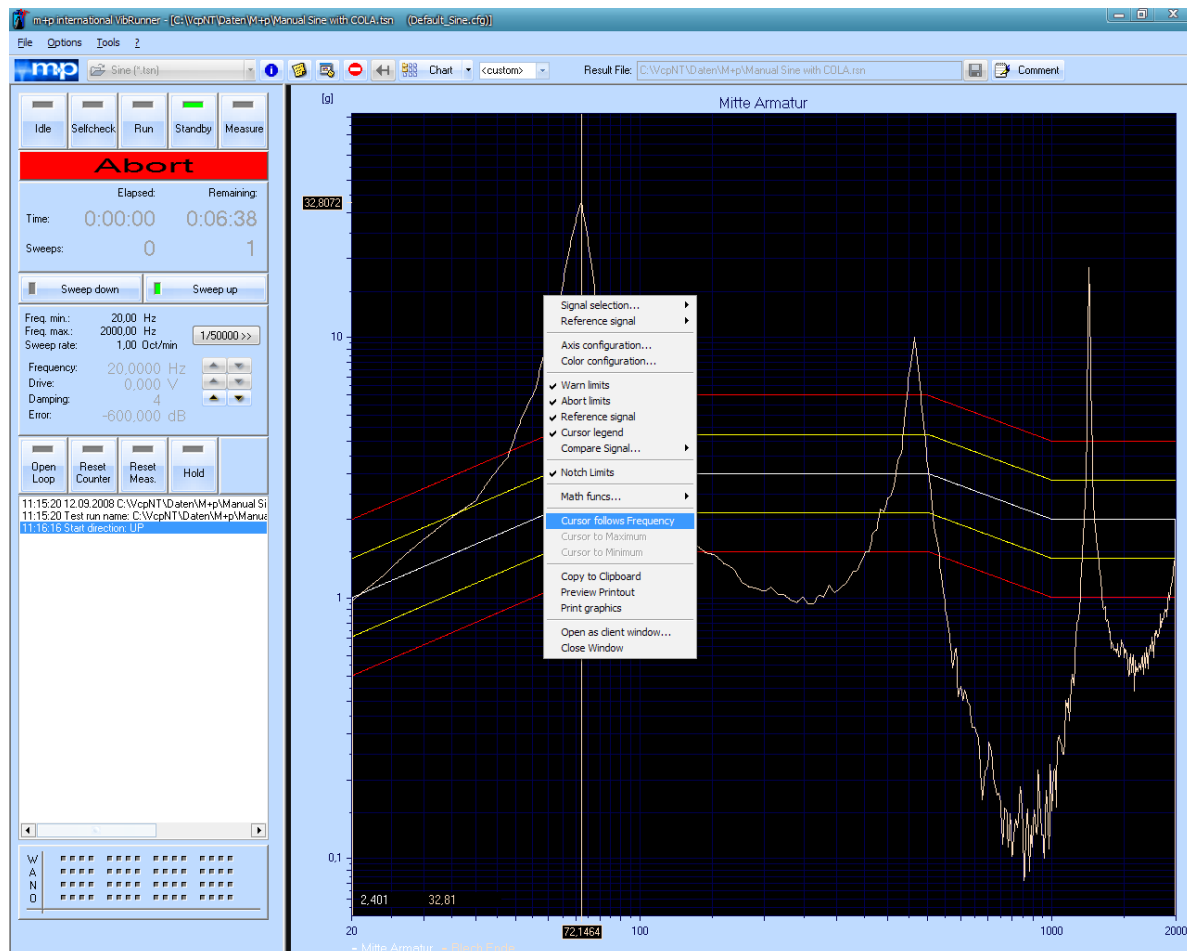 m+p international VibRunner - [C:\VcpNT\Daten\M+p\Manual Sine with COLA.tsn (Default_Sine.cfg)]
File Options Tools ?
m+p Sine (*.tsn) Chart <custom> Result File: C:\VcpNT\Daten\M+p\Manual Sine with COLA.rsn Comment
Idle Selfcheck Run Standby Measure
Abort
Elapsed: Remaining:
Time: 0:00:00 0:06:38
Sweeps: 0 1
Sweep down Sweep up
Freq. min.: 20,00 Hz
Freq. max.: 2000,00 Hz
Sweep rate: 1,00 Oct/min
1/50000 >>
Frequency: 20,0000 Hz
Drive: 0,000 V
Damping: 4
Error: -600,000 dB
Open Loop
Reset Counter
Reset Meas.
Hold
11:15:20 12.09.2008 C:\VcpNT\Daten\M+p\Manual Si
11:15:20 Test run name: C:\VcpNT\Daten\M+p\Manua
11:16:16 Start direction: UP
W
A
N
O
[g]
Mitte Armatur
32,8072
10
1
0,1
Signal selection...
Reference signal
Axis configuration...
Color configuration...
Warn limits
Abort limits
Reference signal
Cursor legend
Compare Signal...
Notch Limits
Math funcs...
Cursor follows Frequency
Cursor to Maximum
Cursor to Minimum
Copy to Clipboard
Preview Printout
Print graphics
Open as client window...
Close Window
2,401 32,81
20 72,1464 100 1000 2000
Mitte Armatur